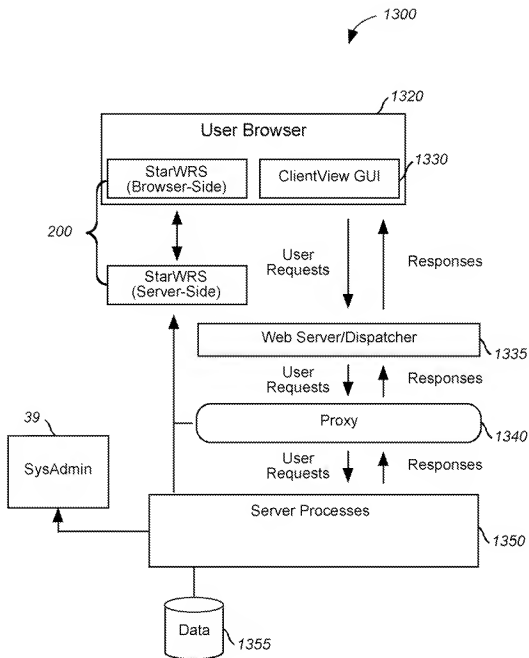 1300
1320
User Browser
1330
StarWRS
(Browser-Side)
ClientView GUI
200
User
Requests
Responses
StarWRS
(Server-Side)
Web Server/Dispatcher
1335
User
Requests
Responses
39
Proxy
1340
SysAdmin
User
Requests
Responses
Server Processes
1350
Data
1355